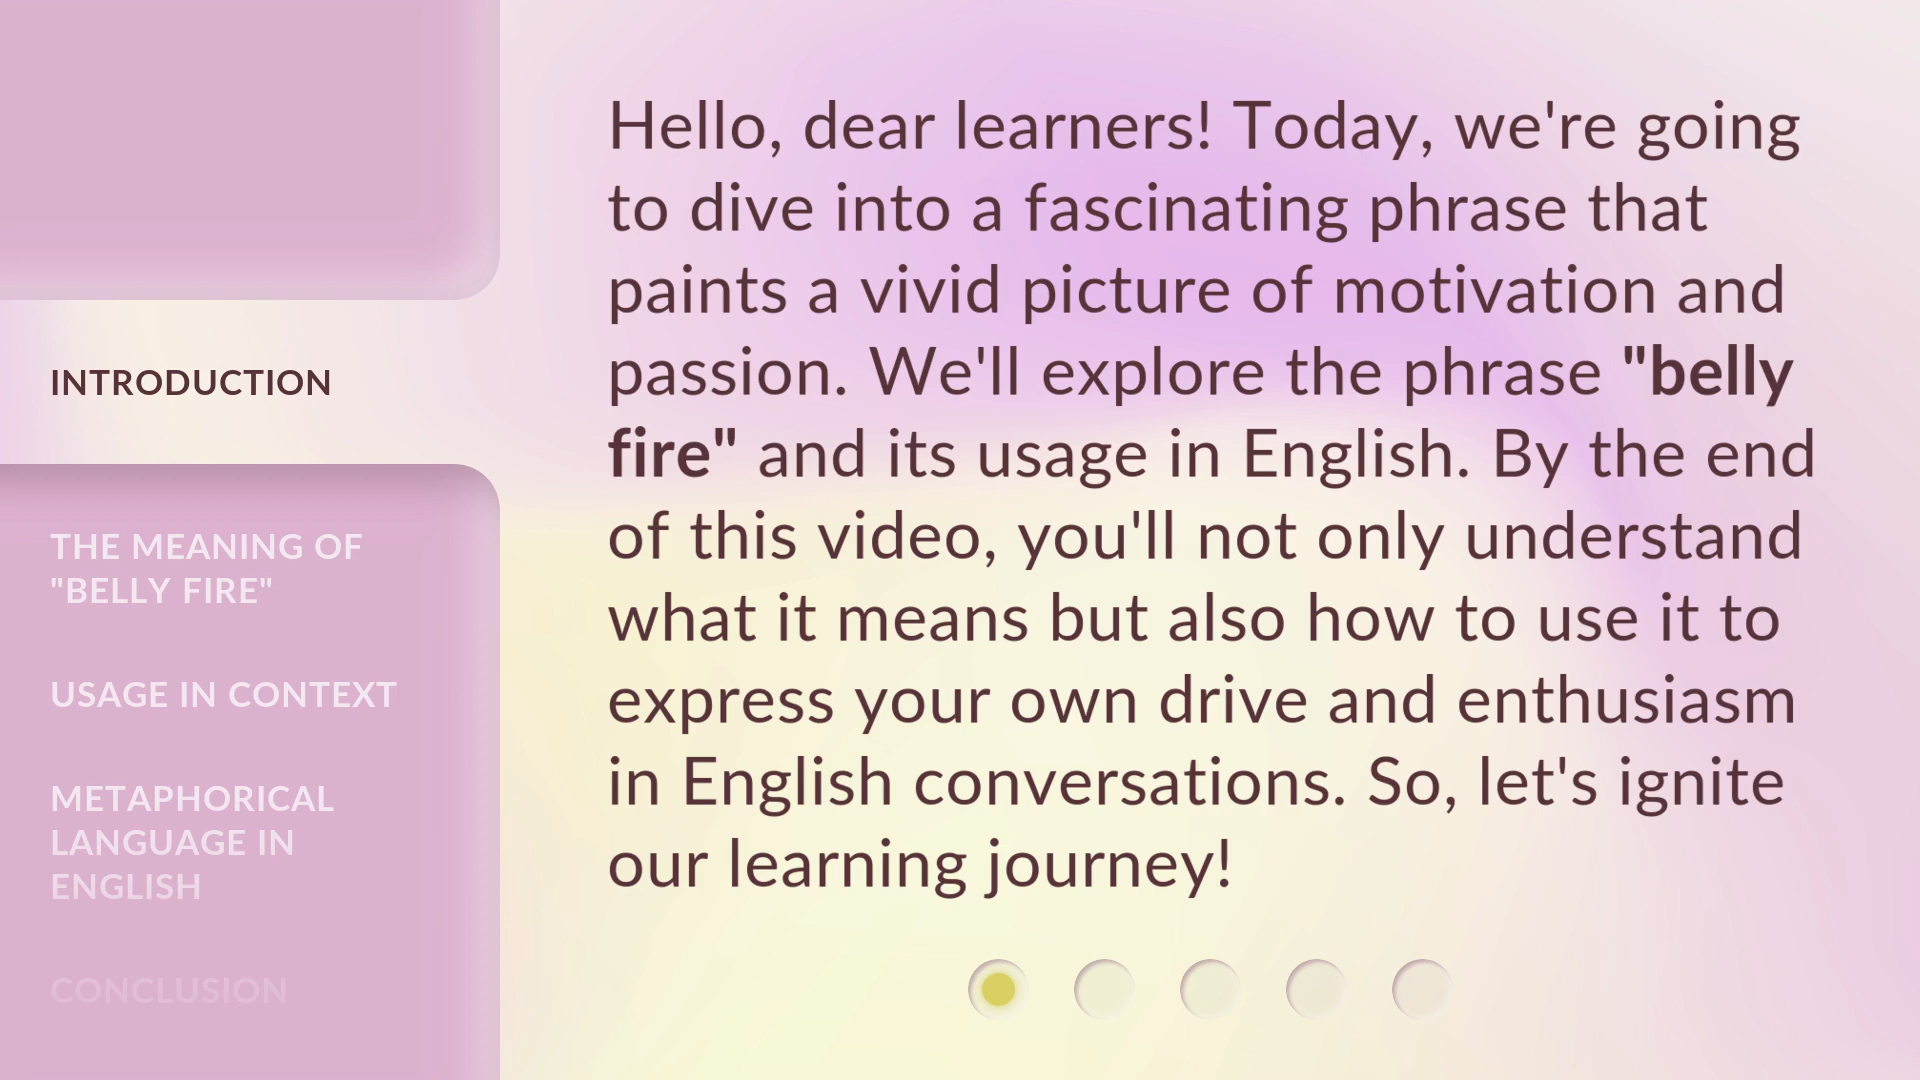 INTRODUCTION
THE MEANING OF
"BELLY FIRE"
USAGE IN CONTEXT
METAPHORICAL
LANGUAGE IN
ENGLISH
CONCLUSION
Hello, dear learners! Today, we're going
to dive into a fascinating phrase that
paints a vivid picture of motivation and
passion. We'll explore the phrase "belly
fire" and its usage in English. By the end
of this video, you'll not only understand
what it means but also how to use it to
express your own drive and enthusiasm
in English conversations. So, let's ignite
our learning journey!